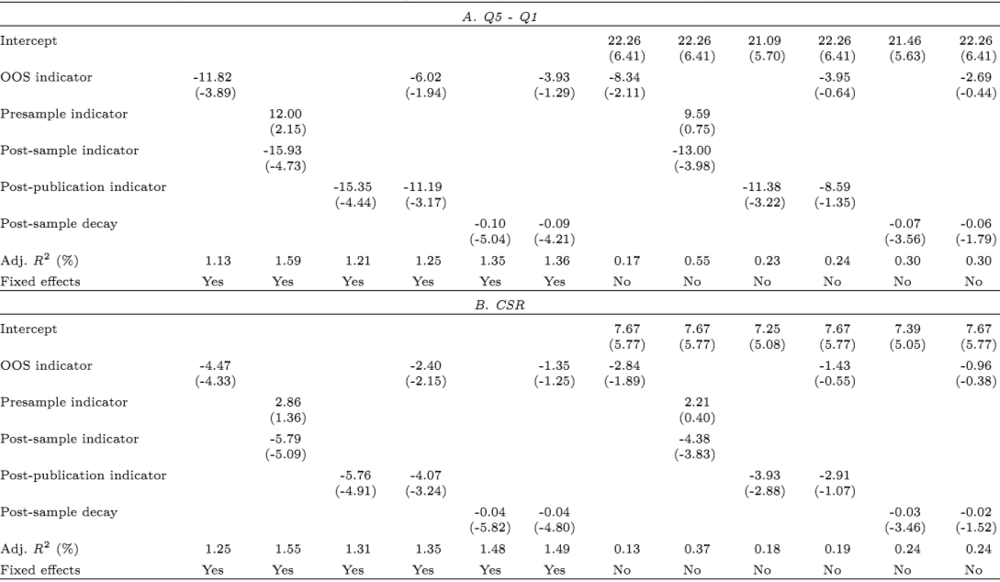 A. Q5 - Q1
Intercept 22.26 22.26 21.09 22.26 21.46 22.26
(6.41) (6.41) (5.70) (6.41) (5.63) (6.41)
OOS indicator -11.82 -6.02 -3.93 -8.34 -3.95 -2.69
(-3.89) (-1.94) (-1.29) (-2.11) (-0.64) (-0.44)
Presample indicator 12.00 9.59
(2.15) (0.75)
Post-sample indicator -15.93 -13.00
(-4.73) (-3.98)
Post-publication indicator -15.35 -11.19 -11.38 -8.59
(-4.44) (-3.17) (-3.22) (-1.35)
Post-sample decay -0.10 -0.09 -0.07 -0.06
(-5.04) (-4.21) (-3.56) (-1.79)
Adj. R² (%) 1.13 1.59 1.21 1.25 1.35 1.36 0.17 0.55 0.23 0.24 0.30 0.30
Fixed effects Yes Yes Yes Yes Yes Yes No No No No No No
B. CSR
Intercept 7.67 7.67 7.25 7.67 7.39 7.67
(5.77) (5.77) (5.08) (5.77) (5.05) (5.77)
OOS indicator -4.47 -2.40 -1.35 -2.84 -1.43 -0.96
(-4.33) (-2.15) (-1.25) (-1.89) (-0.55) (-0.38)
Presample indicator 2.86 2.21
(1.36) (0.40)
Post-sample indicator -5.79 -4.38
(-5.09) (-3.83)
Post-publication indicator -5.76 -4.07 -3.93 -2.91
(-4.91) (-3.24) (-2.88) (-1.07)
Post-sample decay -0.04 -0.04 -0.03 -0.02
(-5.82) (-4.80) (-3.46) (-1.52)
Adj. R² (%) 1.25 1.55 1.31 1.35 1.48 1.49 0.13 0.37 0.18 0.19 0.24 0.24
Fixed effects Yes Yes Yes Yes Yes Yes No No No No No No